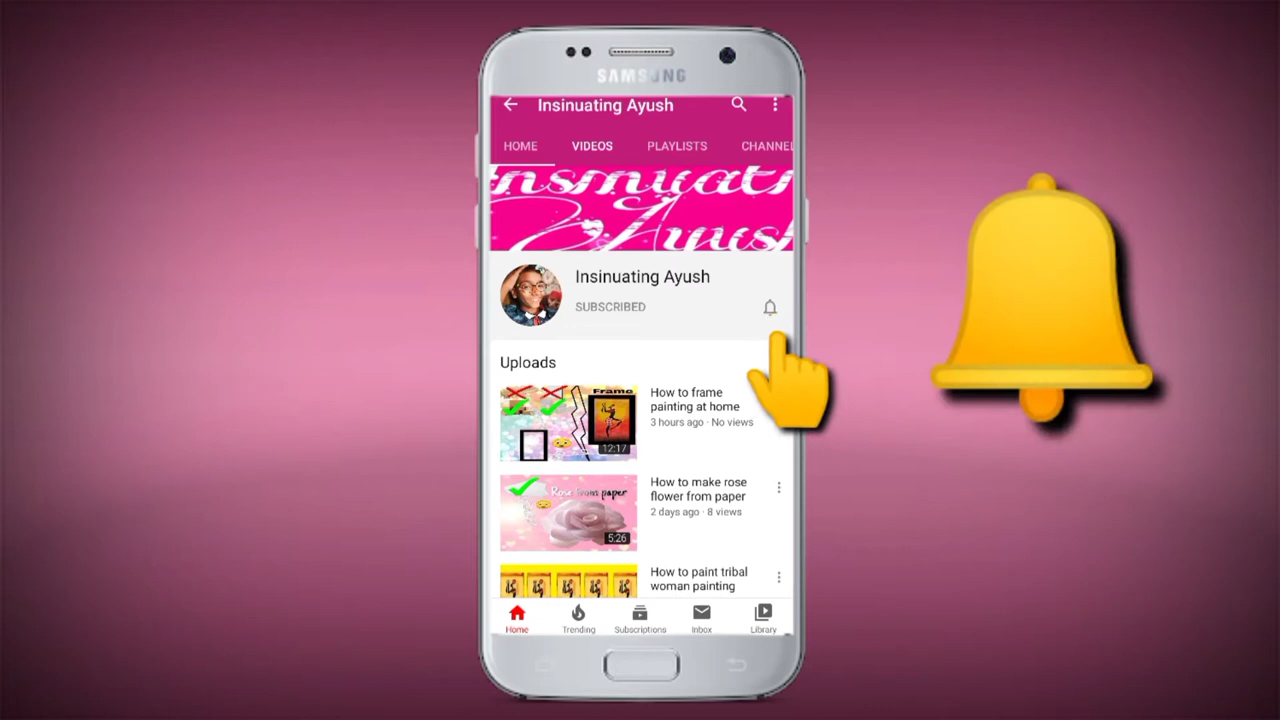 SAMSUNG
Insinuating Ayush
HOME VIDEOS PLAYLISTS CHANNEL
Insinuati
Ayush
Insinuating Ayush
SUBSCRIBED
Uploads
Frame
12:17
How to frame
painting at home
3 hours ago · No views
Rose from paper
5:26
How to make rose
flower from paper
2 days ago · 8 views
How to paint tribal
woman painting
Home Trending Subscriptions Inbox Library